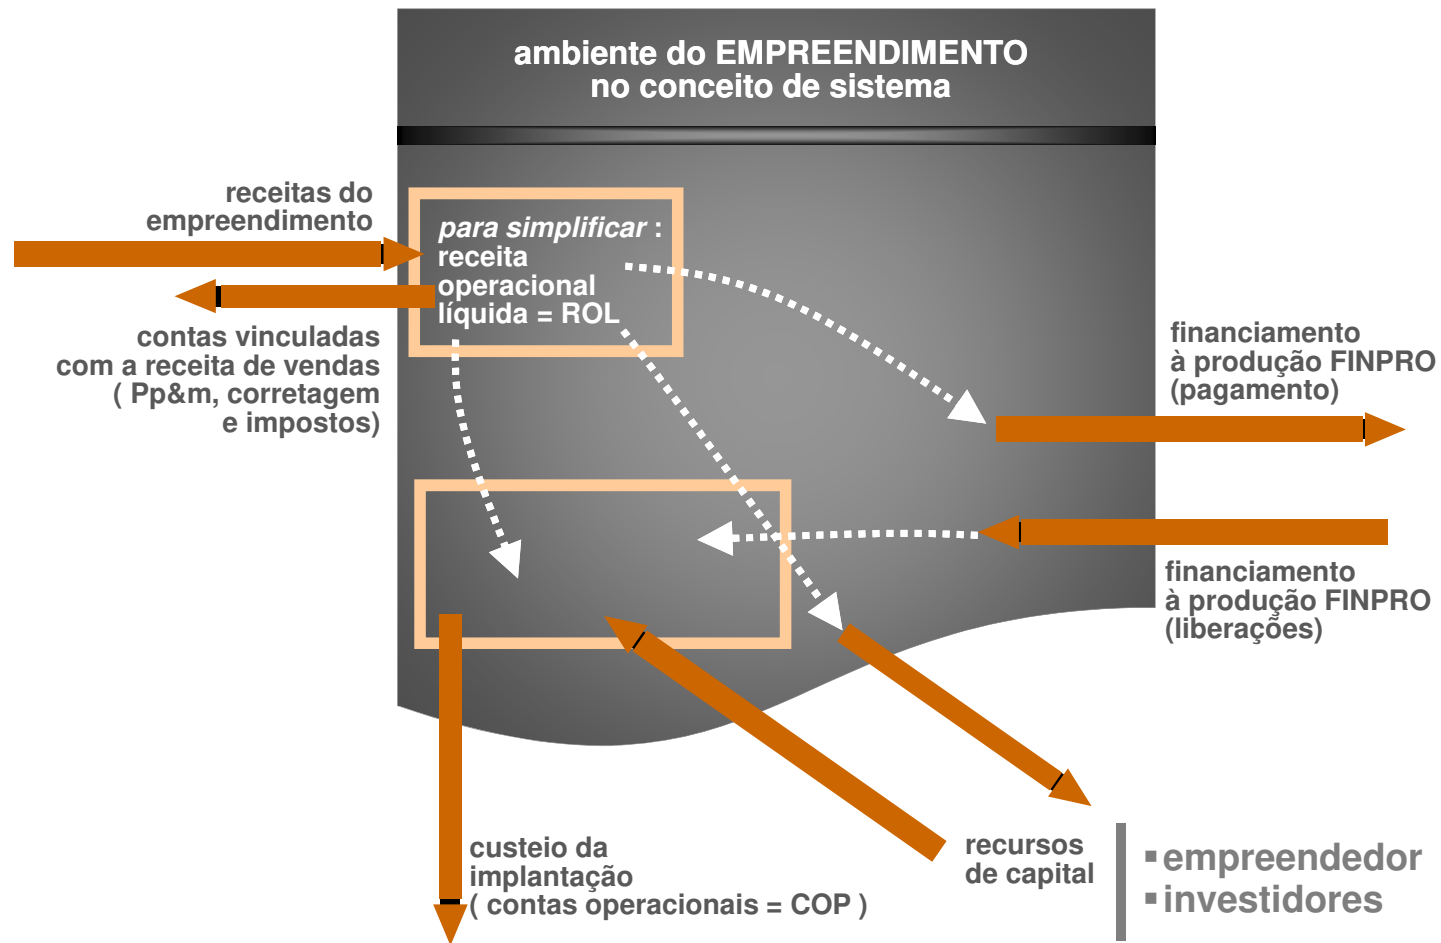 ambiente do EMPREENDIMENTO
no conceito de sistema
receitas do
empreendimento
para simplificar :
receita
operacional
líquida = ROL
contas vinculadas
com a receita de vendas
( Pp&m, corretagem
e impostos)
financiamento
à produção FINPRO
(pagamento)
financiamento
à produção FINPRO
(liberações)
custeio da
implantação
( contas operacionais = COP )
recursos
de capital
▪ empreendedor
▪ investidores